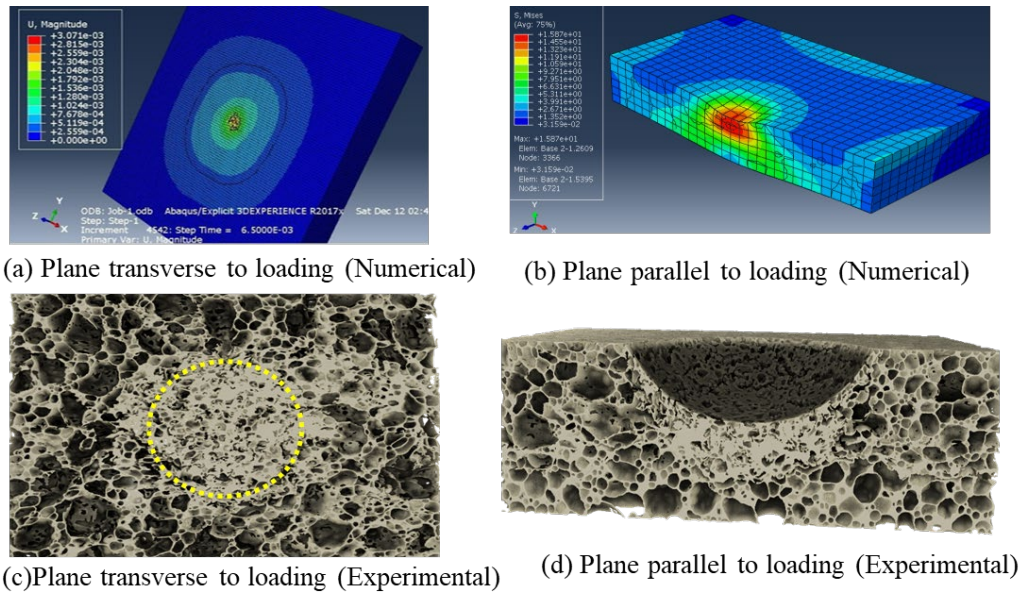 U, Magnitude
+3.071e-03
+2.815e-03
+2.559e-03
+2.304e-03
+2.048e-03
+1.792e-03
+1.536e-03
+1.280e-03
+1.024e-03
+7.678e-04
+5.119e-04
+2.559e-04
+0.000e+00
Y
Z
X
ODB: Job-1.odb Abaqus/Explicit 3DEXPERIENCE R2017x Sat Dec 12 02:4
Step: Step-1
Increment 4542: Step Time = 6.5000E-03
Primary Var: U, Magnitude
S, Mises
(Avg: 75%)
+1.587e+01
+1.455e+01
+1.323e+01
+1.191e+01
+1.059e+01
+9.271e+00
+7.951e+00
+6.631e+00
+5.311e+00
+3.991e+00
+2.671e+00
+1.352e+00
+3.159e-02
Max: +1.587e+01
Elem: Base 2-1.2609
Node: 3366
Min: +3.159e-02
Elem: Base 2-1.5395
Node: 6721
Y
Z
X
(a) Plane transverse to loading (Numerical)
(b) Plane parallel to loading (Numerical)
(c)Plane transverse to loading (Experimental)
(d) Plane parallel to loading (Experimental)